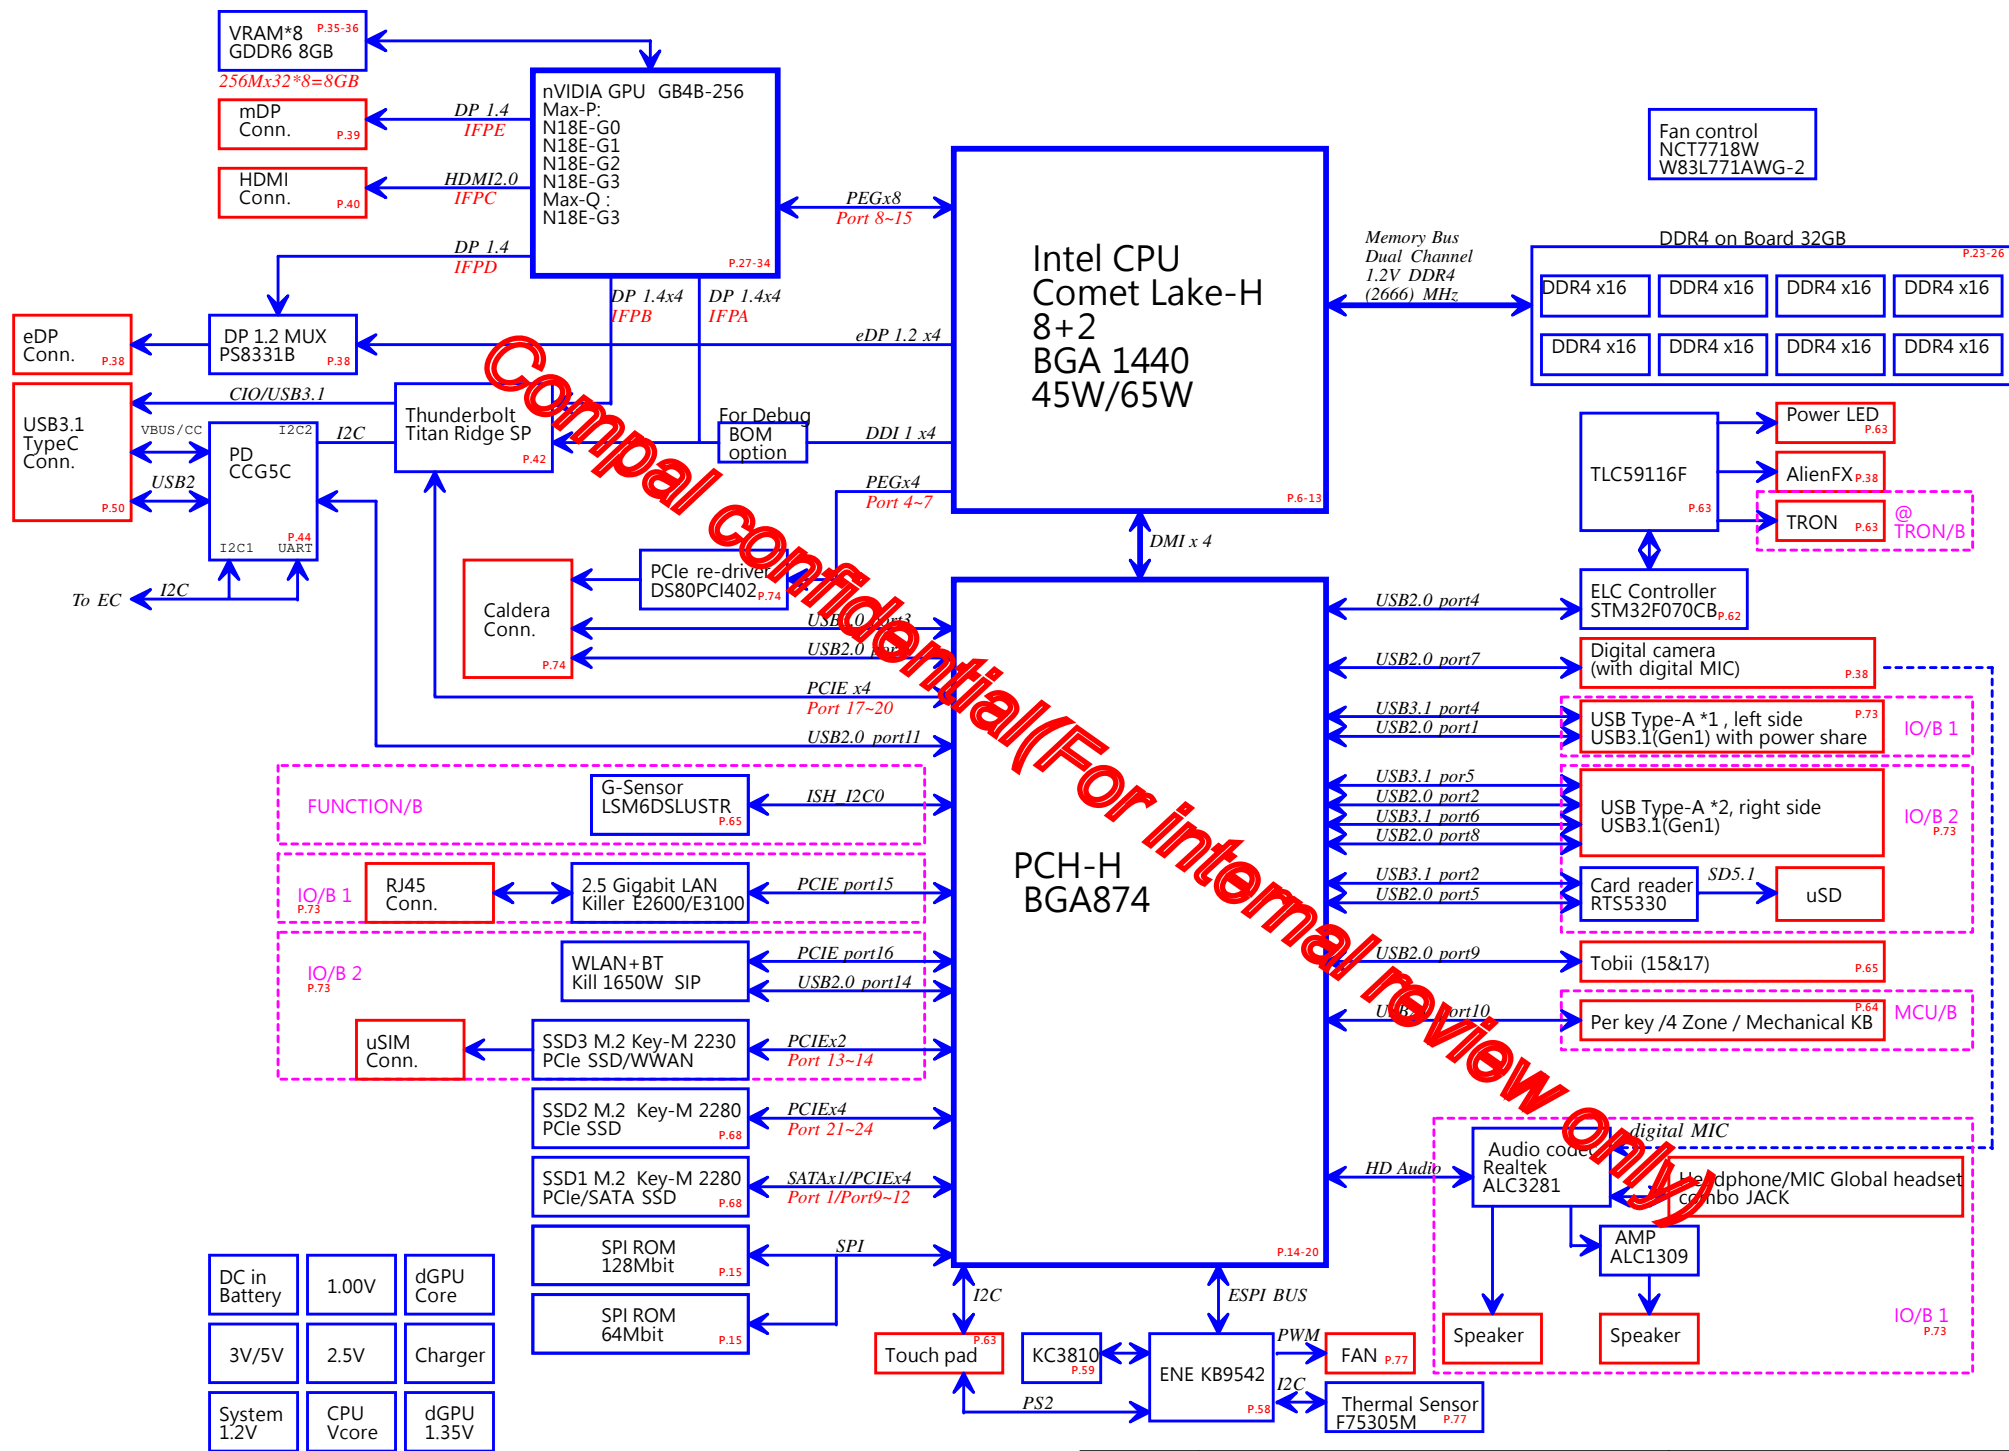 VRAM*8 P.35-36
GDDR6 8GB
256Mx32*8=8GB
mDP
Conn. P.39
DP 1.4
IFPE
HDMI
Conn. P.40
HDMI2.0
IFPC
DP 1.4
IFPD
nVIDIA GPU GB4B-256
Max-P:
N18E-G0
N18E-G1
N18E-G2
N18E-G3
Max-Q :
N18E-G3
P.27-34
PEGx8
Port 8~15
DP 1.4x4
IFPB
DP 1.4x4
IFPA
Intel CPU
Comet Lake-H
8+2
BGA 1440
45W/65W
P.6-13
Memory Bus
Dual Channel
1.2V DDR4
(2666) MHz
Fan control
NCT7718W
W83L771AWG-2
DDR4 on Board 32GB
P.23-26
DDR4 x16 DDR4 x16 DDR4 x16 DDR4 x16
DDR4 x16 DDR4 x16 DDR4 x16 DDR4 x16
eDP
Conn.
P.38
DP 1.2 MUX
PS8331B P.38
eDP 1.2 x4
USB3.1
TypeC
Conn.
P.50
CIO/USB3.1
VBUS/CC
USB2
I2C2
PD
CCG5C
P.44
I2C1 UART
I2C
Thunderbolt
Titan Ridge SP
P.42
For Debug
BOM
option
DDI 1 x4
PEGx4
Port 4~7
To EC I2C
DMI x 4
Caldera
Conn.
P.74
PCIe re-driver
DS80PCI402 P.74
USB2.0
PCIE x4
Port 17~20
USB2.0 port11
TLC59116F
P.63
Power LED
P.63
AlienFX P.38
TRON P.63
@
TRON/B
ELC Controller
STM32F070CB P.62
USB2.0 port4
Digital camera
(with digital MIC) P.38
USB2.0 port7
USB3.1 port4
USB2.0 port1
USB Type-A *1 , left side P.73
USB3.1(Gen1) with power share
IO/B 1
USB3.1 por5
USB2.0 port2
USB3.1 port6
USB2.0 port8
USB Type-A *2, right side
USB3.1(Gen1)
IO/B 2
P.73
USB3.1 port2
USB2.0 port5
Card reader
RTS5330
SD5.1
uSD
USB2.0 port9
Tobii (15&17) P.65
port10
P.64
Per key /4 Zone / Mechanical KB
MCU/B
PCH-H
BGA874
P.14-20
FUNCTION/B
G-Sensor
LSM6DSLUSTR
P.65
ISH_I2C0
IO/B 1
P.73
RJ45
Conn.
2.5 Gigabit LAN
Killer E2600/E3100
PCIE port15
IO/B 2
P.73
WLAN+BT
Kill 1650W SIP
PCIE port16
USB2.0 port14
uSIM
Conn.
SSD3 M.2 Key-M 2230
PCIe SSD/WWAN
PCIEx2
Port 13~14
SSD2 M.2 Key-M 2280
PCIe SSD P.68
PCIEx4
Port 21~24
SSD1 M.2 Key-M 2280
PCIe/SATA SSD P.68
SATAx1/PCIEx4
Port 1/Port9~12
SPI ROM
128Mbit P.15
SPI
SPI ROM
64Mbit P.15
digital MIC
Audio codec
Realtek
ALC3281
HD Audio
Headphone/MIC Global headset
combo JACK
AMP
ALC1309
Speaker
Speaker
IO/B 1
P.73
I2C
ESPI BUS
Touch pad P.63
KC3810
P.59
ENE KB9542
P.58
PWM
FAN P.77
I2C
Thermal Sensor
F75305M P.77
PS2
DC in
Battery
1.00V
dGPU
Core
3V/5V
2.5V
Charger
System
1.2V
CPU
Vcore
dGPU
1.35V
Compal confidential(For internal review only)